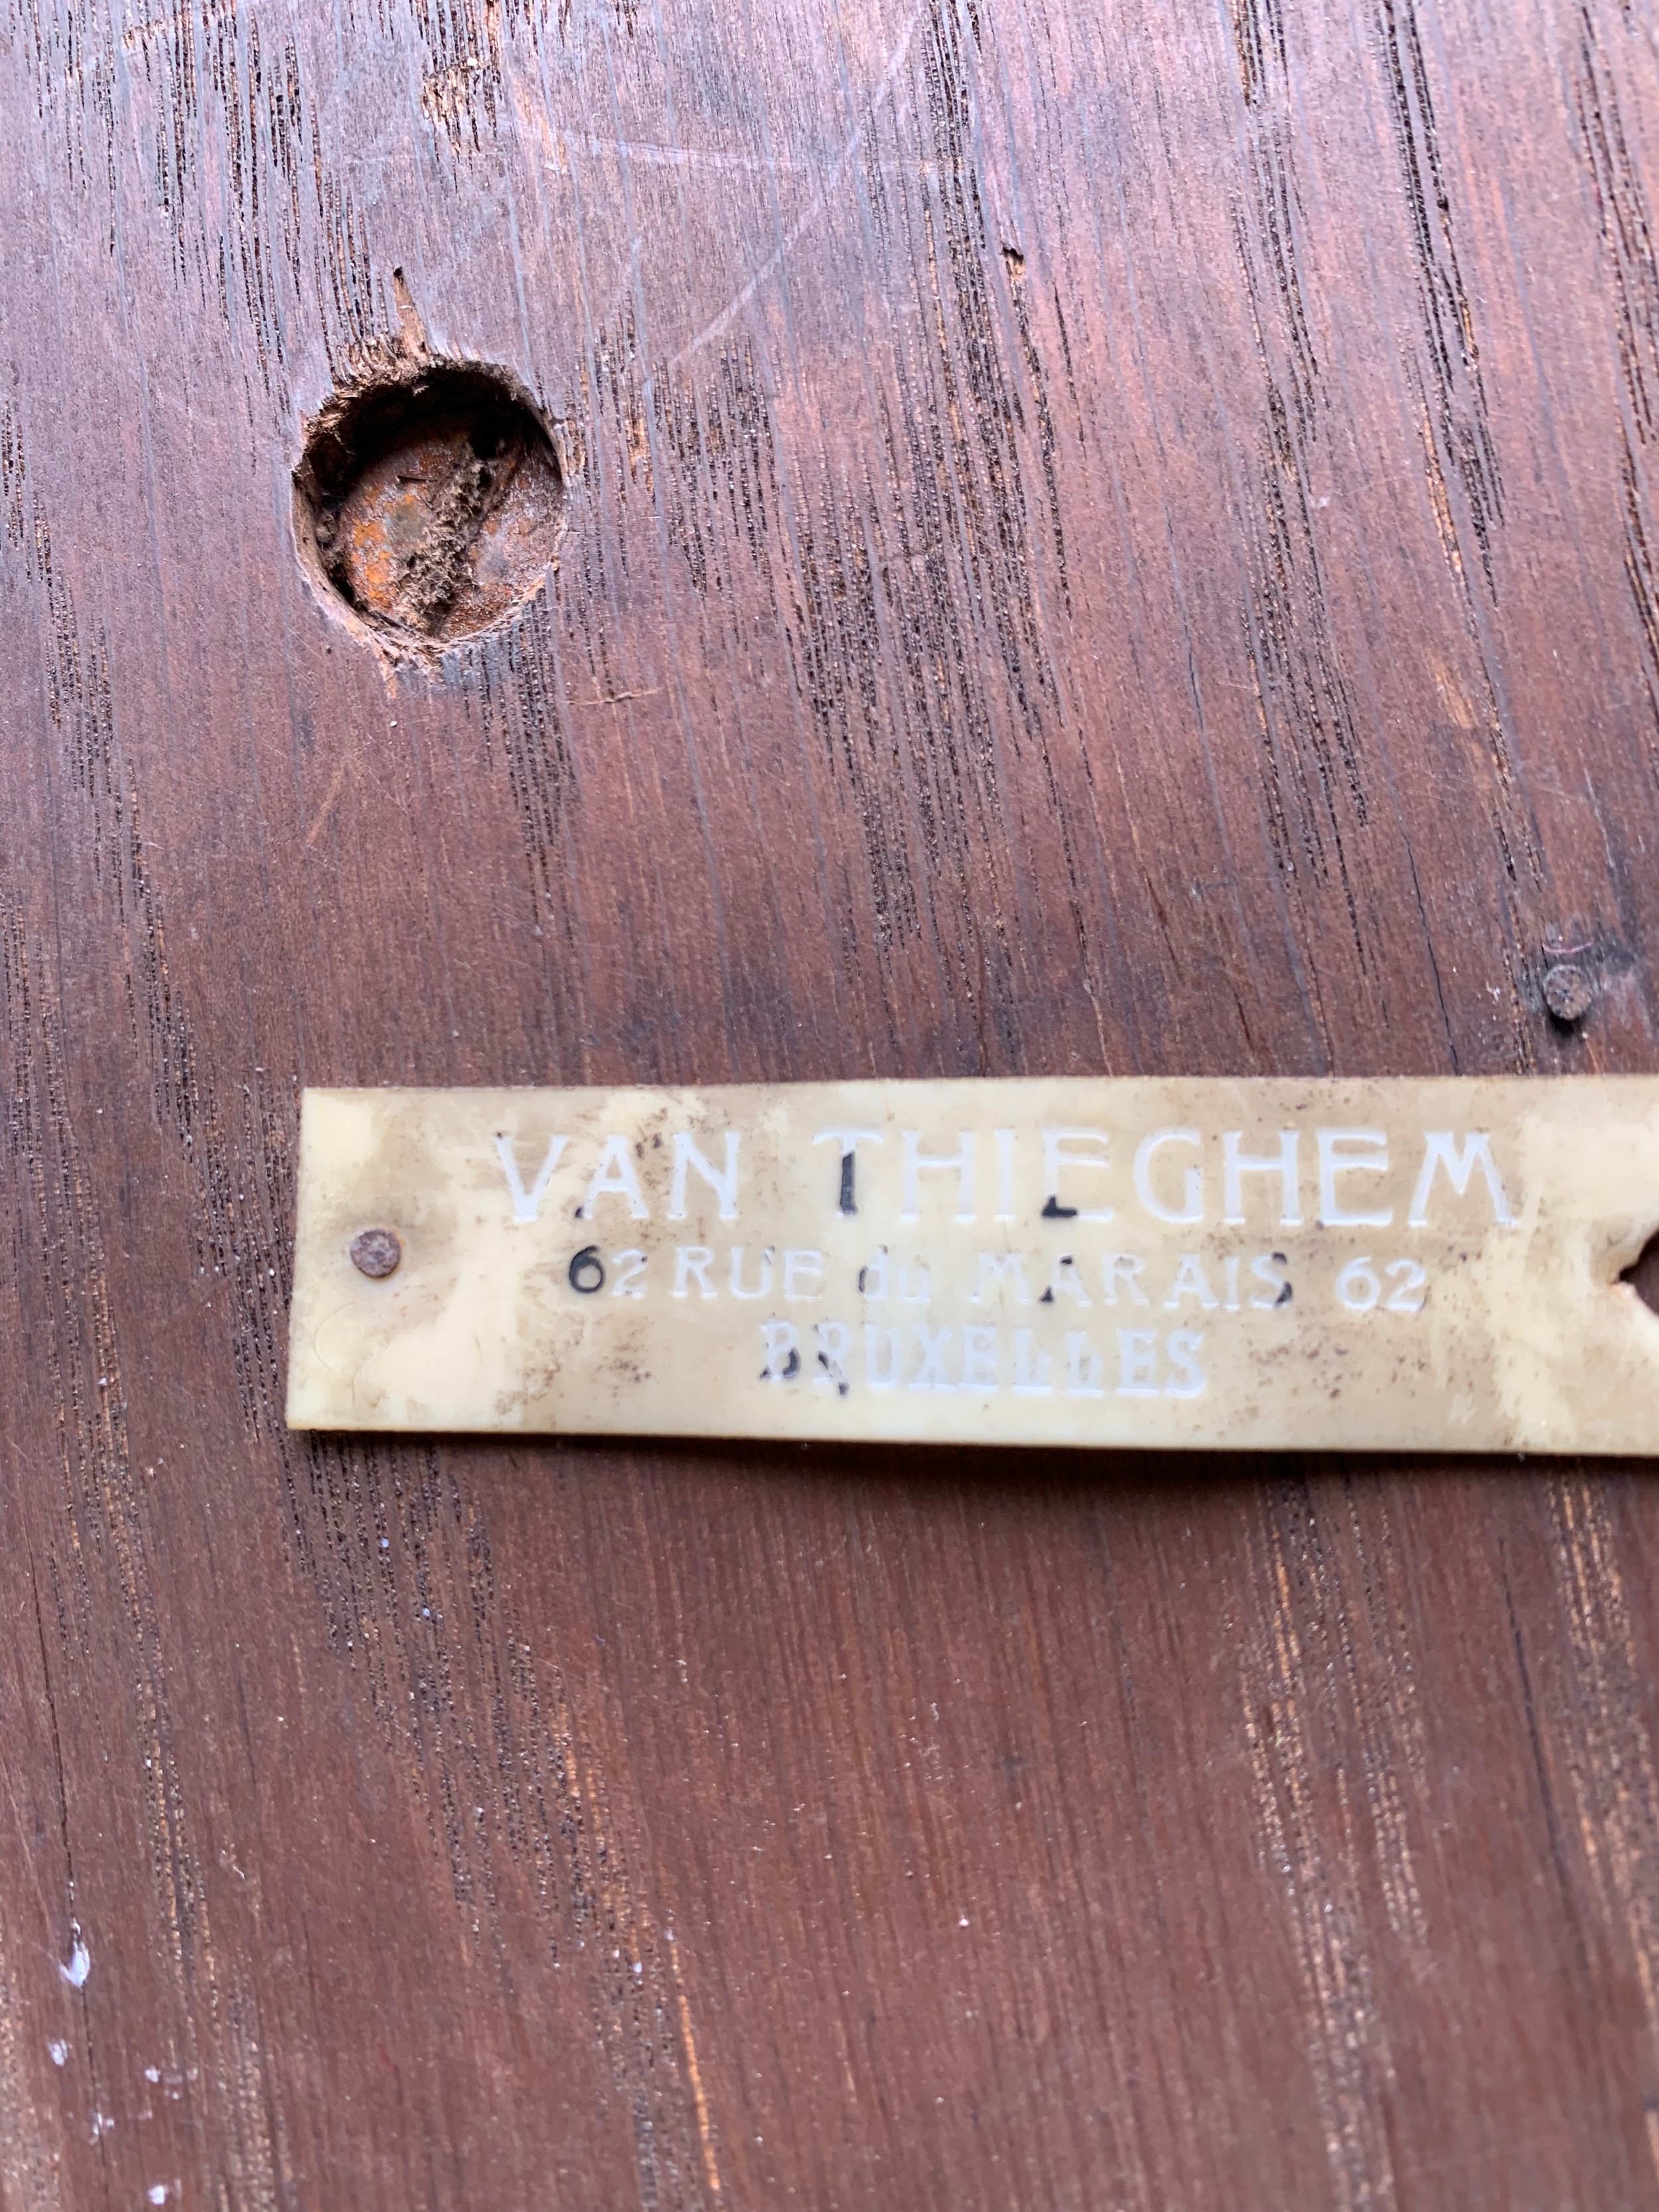 VAN THIEGHEM
62 RUE du MARAIS 62
BRUXELLES